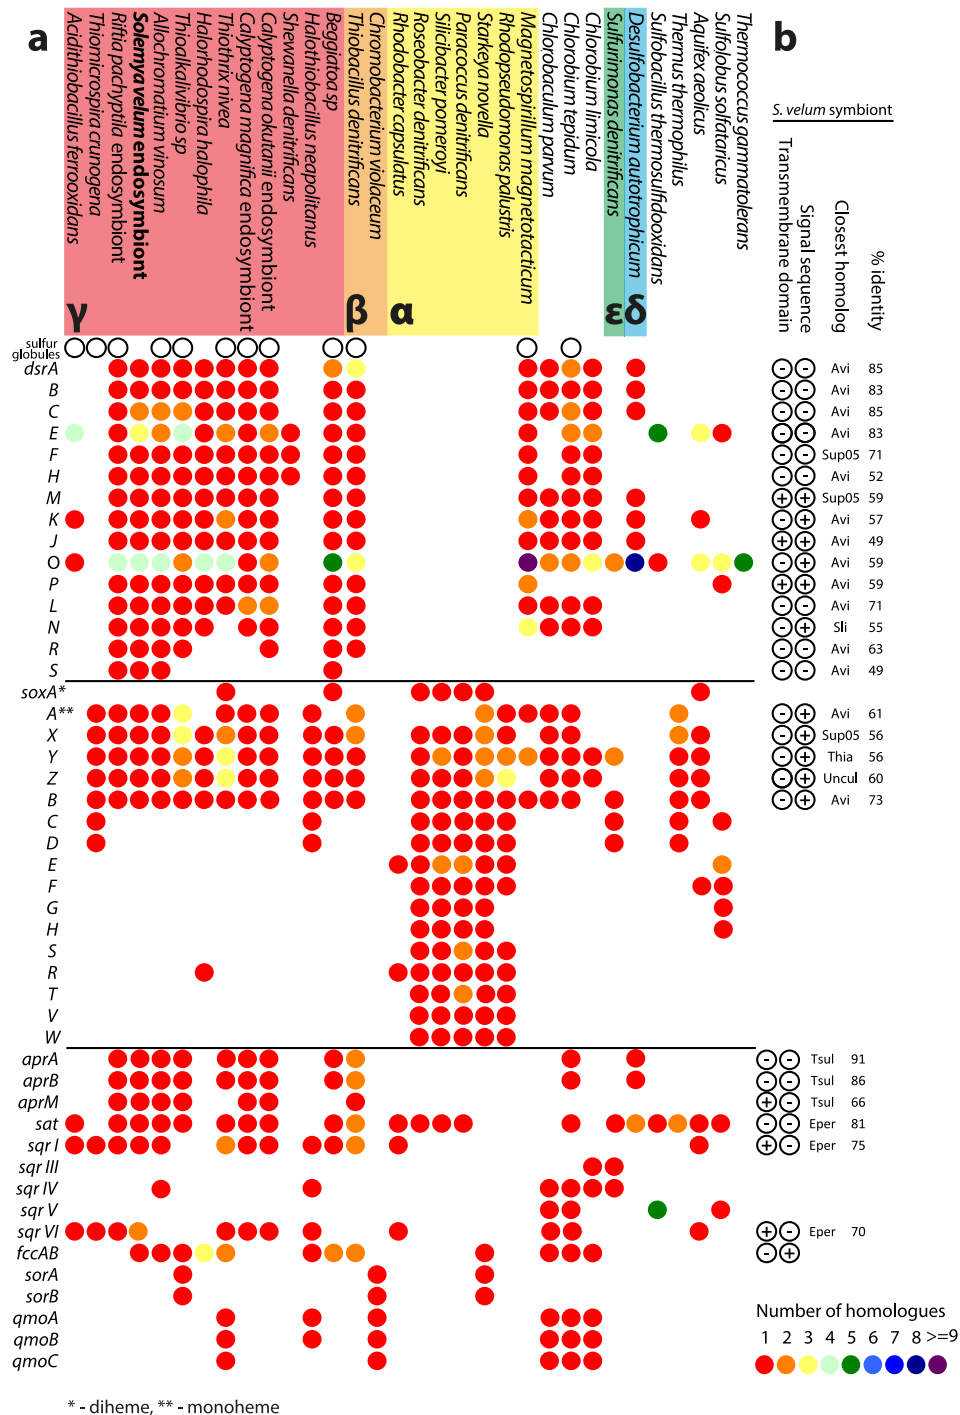 a
b
Acidithiobacillus ferrooxidans
Thiomicrospira crunogena
Riftia pachyptila endosymbiont
Solemya velum endosymbiont
Allochromatium vinosum
Thioalkalivibrio sp
Halorhodospira halophila
Thiothrix nivea
Calyptogena magnifica endosymbiont
Calyptogena okutanii endosymbiont
Shewanella denitrificans
Halothiobacillus neapolitanus
Beggiatoa sp
Thiobacillus denitrificans
Chromobacterium violaceum
Rhodobacter capsulatus
Roseobacter denitrificans
Silicibacter pomeroyi
Paracoccus denitrificans
Starkeya novella
Rhodopseudomonas palustris
Magnetospirilum magnetotacticum
Chlorobaculum parvum
Chlorobium tepidum
Chlorobium limicola
Sulfurimonas denitrificans
Desulfobacterium autotrophicum
Sulfobacillus thermosulfidooxidans
Thermus thermophilus
Aquifex aeolicus
Sulfolobus solfataricus
Thermococcus gammatolerans
γ β α ε δ
S. velum symbiont
Transmembrane domain
Signal sequence
Closest homolog
% identity
sulfur
globules
dsrA - - Avi 85
B - - Avi 83
C - - Avi 85
E - - Avi 83
F - - Sup05 71
H - - Avi 52
M + + Sup05 59
K - + Avi 57
J + + Avi 49
O - + Avi 59
P + + Avi 59
L - - Avi 71
N - + Sli 55
R - - Avi 63
S - - Avi 49
soxA*
A** - + Avi 61
X - + Sup05 56
Y - + Thia 56
Z - + Uncul 60
B - + Avi 73
C
D
E
F
G
H
S
R
T
V
W
aprA - - Tsul 91
aprB - - Tsul 86
aprM + - Tsul 66
sat - - Eper 81
sqr I + - Eper 75
sqr III
sqr IV
sqr V
sqr VI + - Eper 70
fccAB - +
sorA
sorB
qmoA
qmoB
qmoC
Number of homologues
1 2 3 4 5 6 7 8 >=9
* - diheme, ** - monoheme